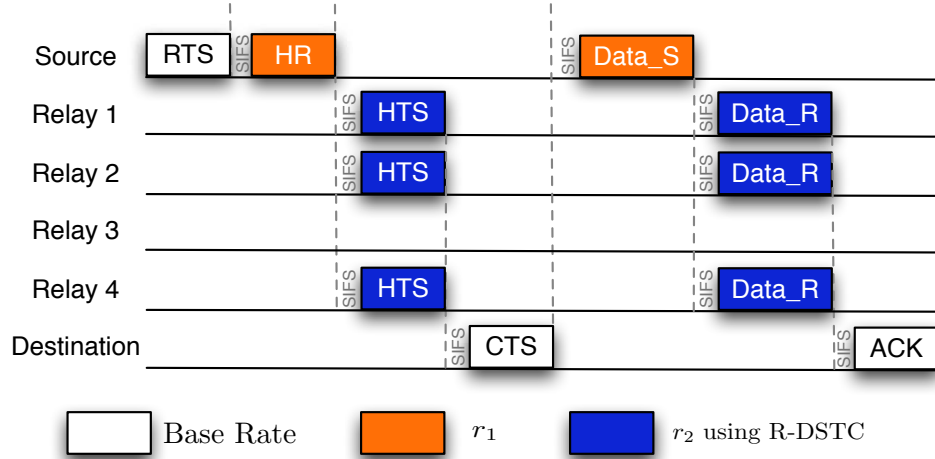 Source RTS SIFS HR SIFS Data_S
Relay 1 SIFS HTS SIFS Data_R
Relay 2 SIFS HTS SIFS Data_R
Relay 3
Relay 4 SIFS HTS SIFS Data_R
Destination SIFS CTS SIFS ACK
Base Rate r₁ r₂ using R-DSTC